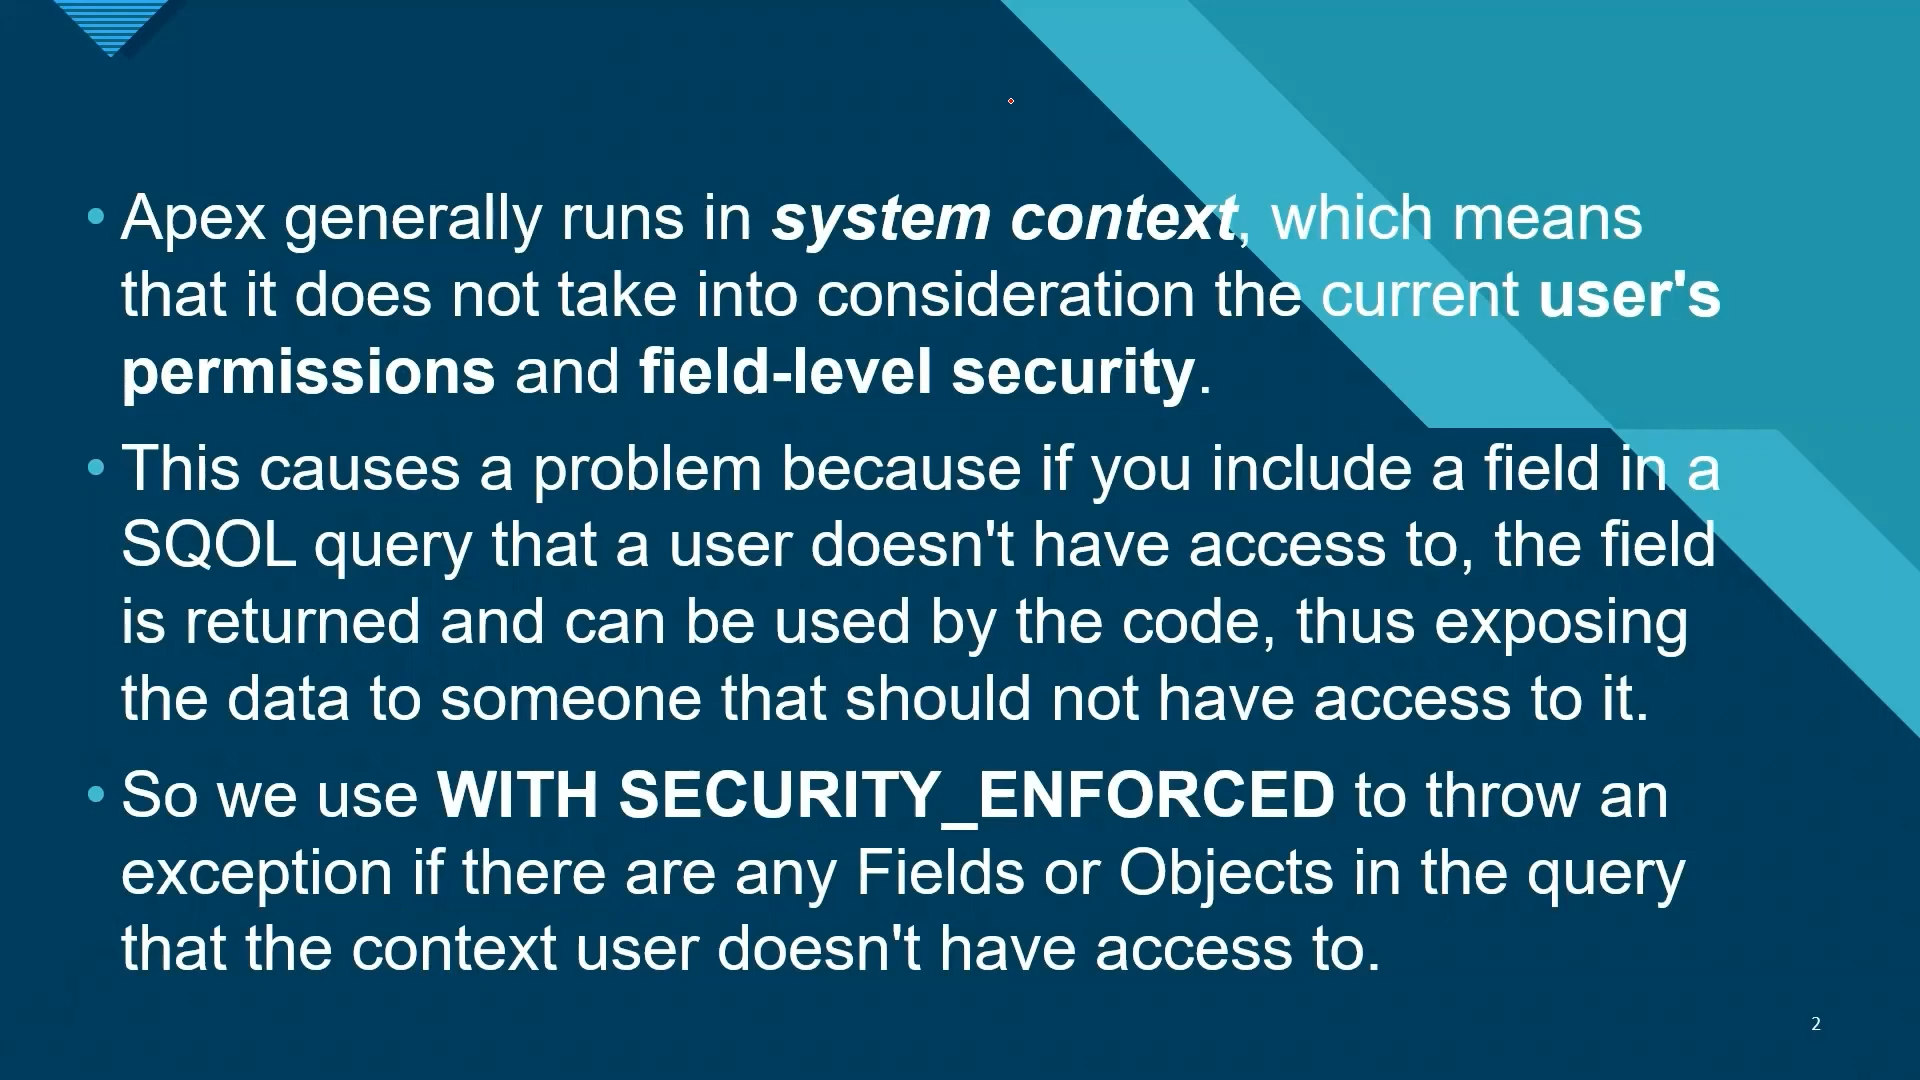 • Apex generally runs in system context, which means
that it does not take into consideration the current user's
permissions and field-level security.
• This causes a problem because if you include a field in a
SQOL query that a user doesn't have access to, the field
is returned and can be used by the code, thus exposing
the data to someone that should not have access to it.
• So we use WITH SECURITY_ENFORCED to throw an
exception if there are any Fields or Objects in the query
that the context user doesn't have access to.
2